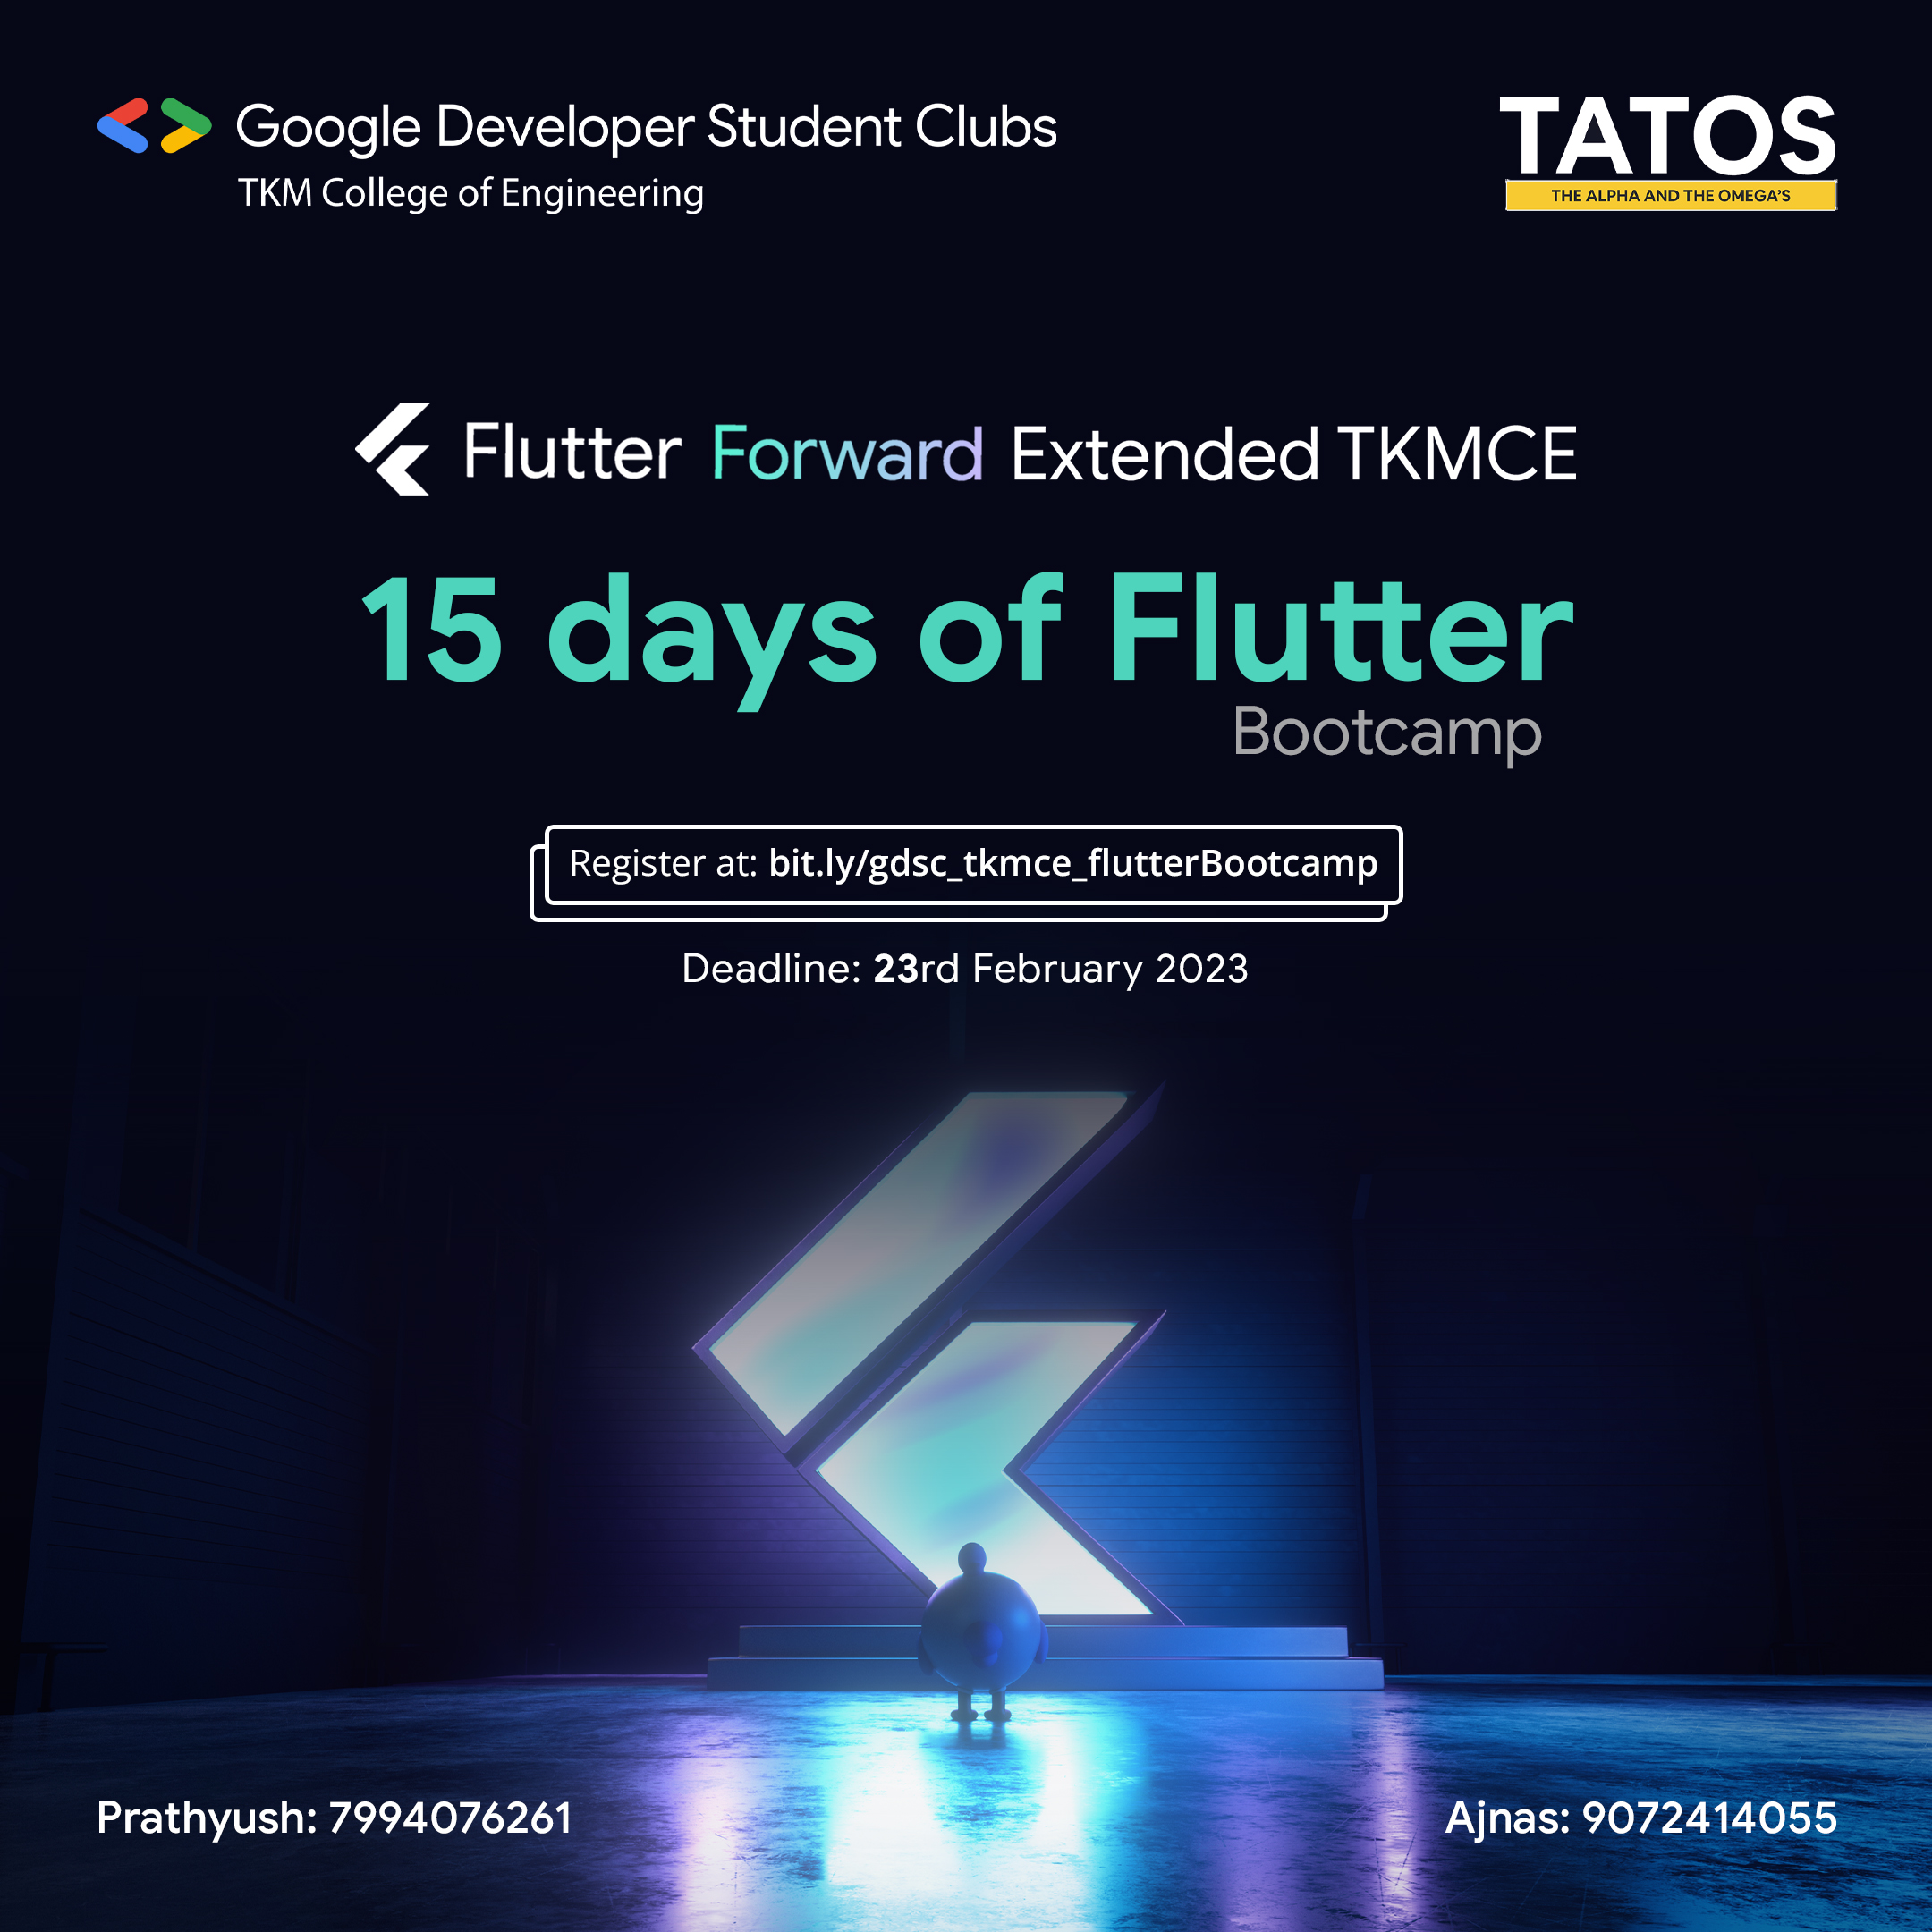 Google Developer Student Clubs
TKM College of Engineering
TATOS
THE ALPHA AND THE OMEGA'S
Flutter Forward Extended TKMCE
15 days of Flutter
Bootcamp
Register at: bit.ly/gdsc_tkmce_flutterBootcamp
Deadline: 23rd February 2023
Prathyush: 7994076261
Ajnas: 9072414055